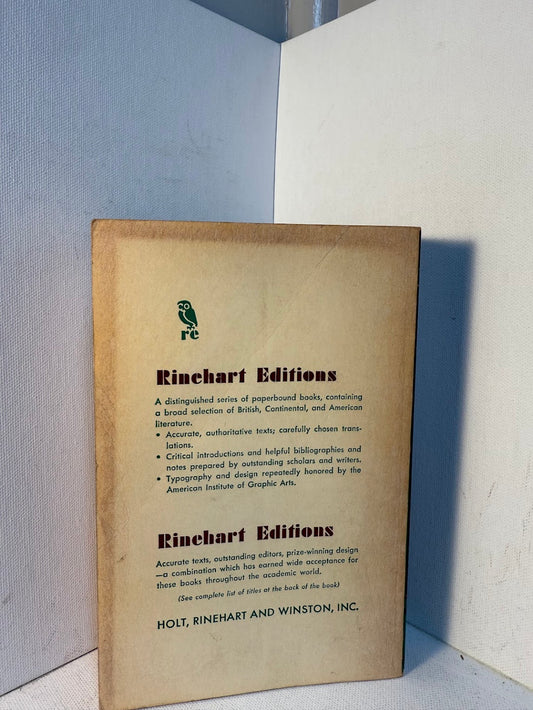 re
Rinehart Editions
A distinguished series of paperbound books, containing
a broad selection of British, Continental, and American
literature.
• Accurate, authoritative texts; carefully chosen trans-
lations.
• Critical introductions and helpful bibliographies and
notes prepared by outstanding scholars and writers.
• Typography and design repeatedly honored by the
American Institute of Graphic Arts.
Rinehart Editions
Accurate texts, outstanding editors, prize-winning design
—a combination which has earned wide acceptance for
these books throughout the academic world.
(See complete list of titles at the back of the book)
HOLT, RINEHART AND WINSTON, INC.